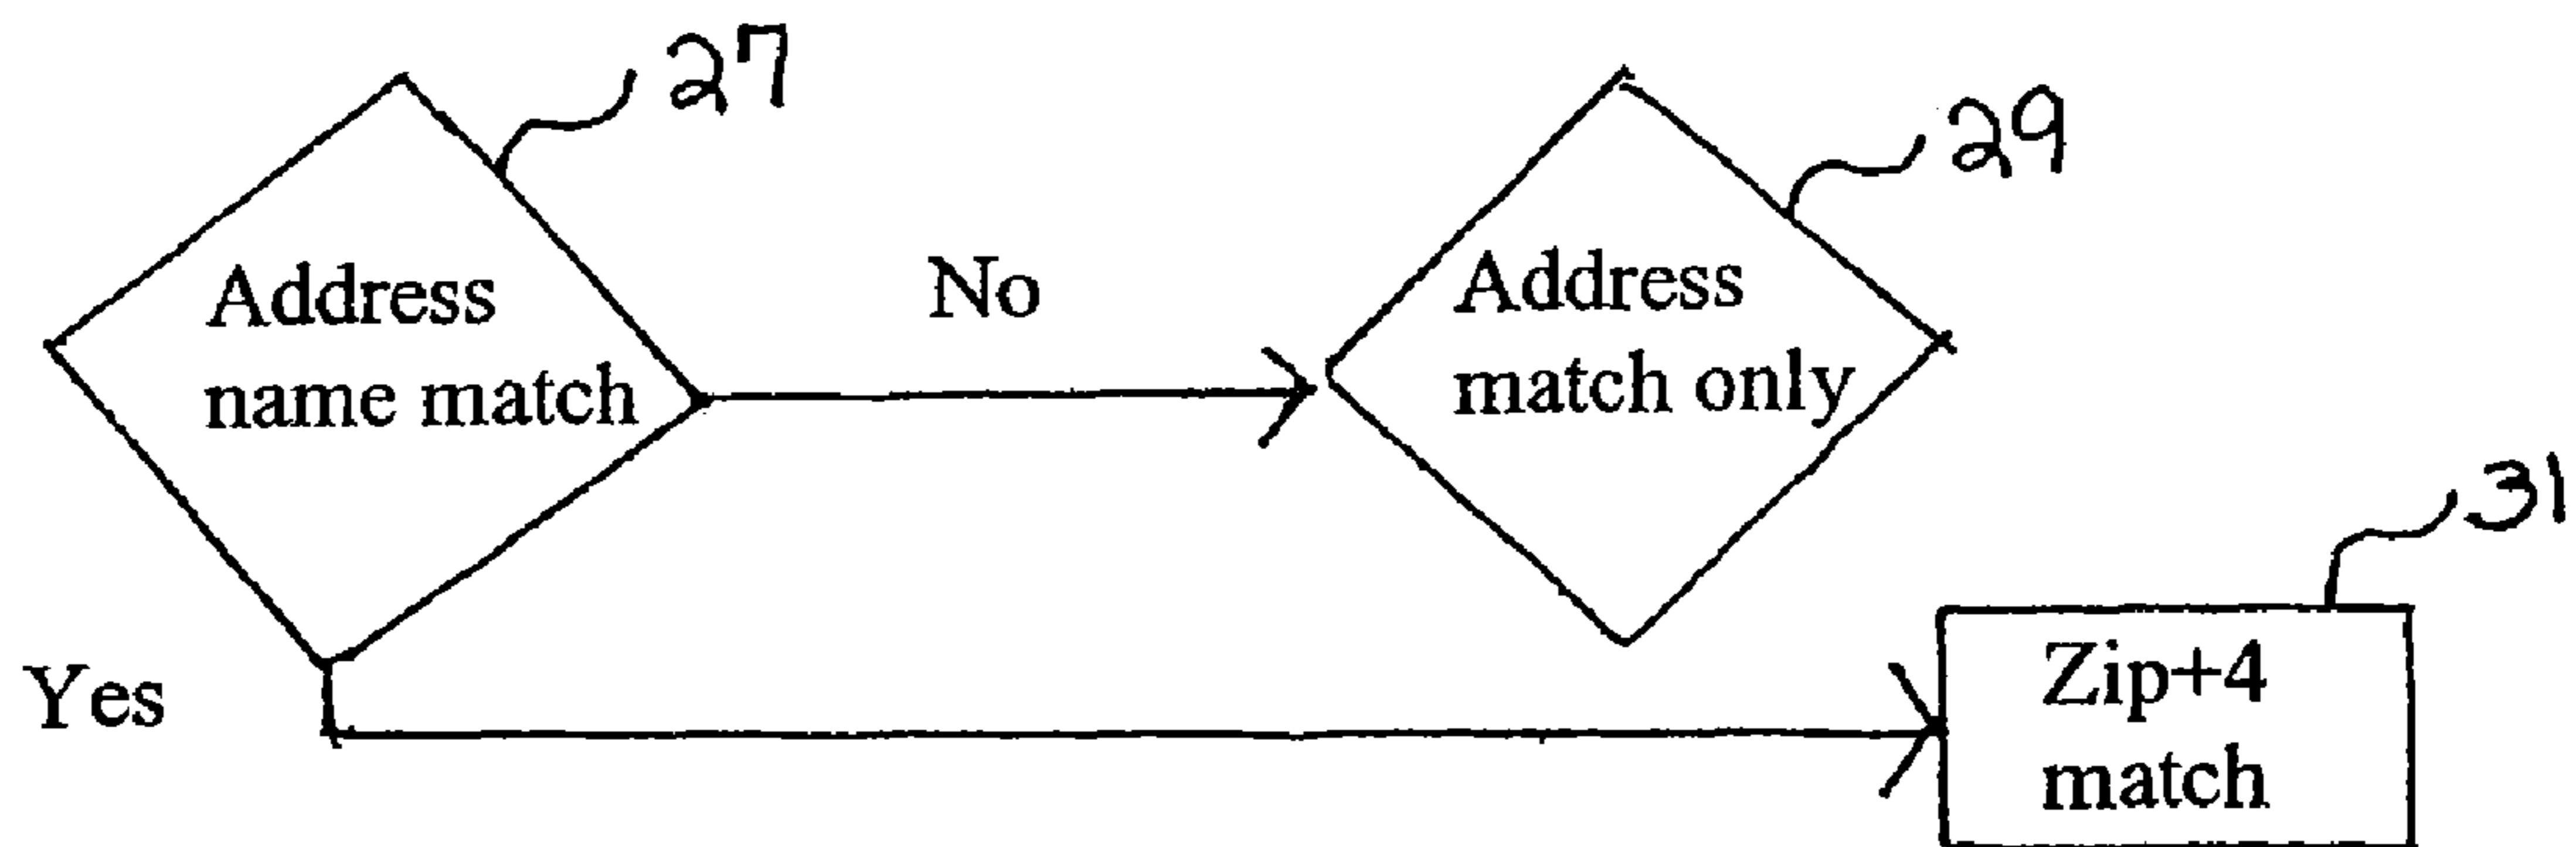 27
29
Address
name match
No
Address
match only
31
Yes
Zip+4
match